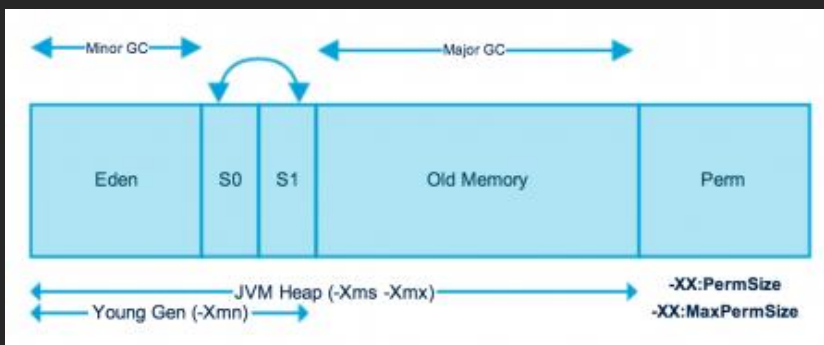 Minor GC
Major GC
Eden
S0
S1
Old Memory
Perm
JVM Heap (-Xms -Xmx)
-XX:PermSize
Young Gen (-Xmn)
-XX:MaxPermSize